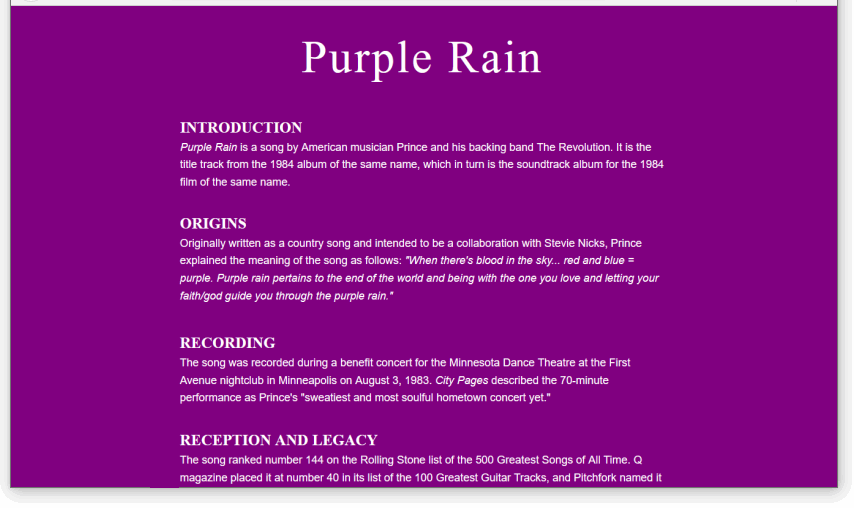 Purple Rain
INTRODUCTION
Purple Rain is a song by American musician Prince and his backing band The Revolution. It is the
title track from the 1984 album of the same name, which in turn is the soundtrack album for the 1984
film of the same name.
ORIGINS
Originally written as a country song and intended to be a collaboration with Stevie Nicks, Prince
explained the meaning of the song as follows: "When there's blood in the sky... red and blue =
purple. Purple rain pertains to the end of the world and being with the one you love and letting your
faith/god guide you through the purple rain."
RECORDING
The song was recorded during a benefit concert for the Minnesota Dance Theatre at the First
Avenue nightclub in Minneapolis on August 3, 1983. City Pages described the 70-minute
performance as Prince's "sweatiest and most soulful hometown concert yet."
RECEPTION AND LEGACY
The song ranked number 144 on the Rolling Stone list of the 500 Greatest Songs of All Time. Q
magazine placed it at number 40 in its list of the 100 Greatest Guitar Tracks, and Pitchfork named it